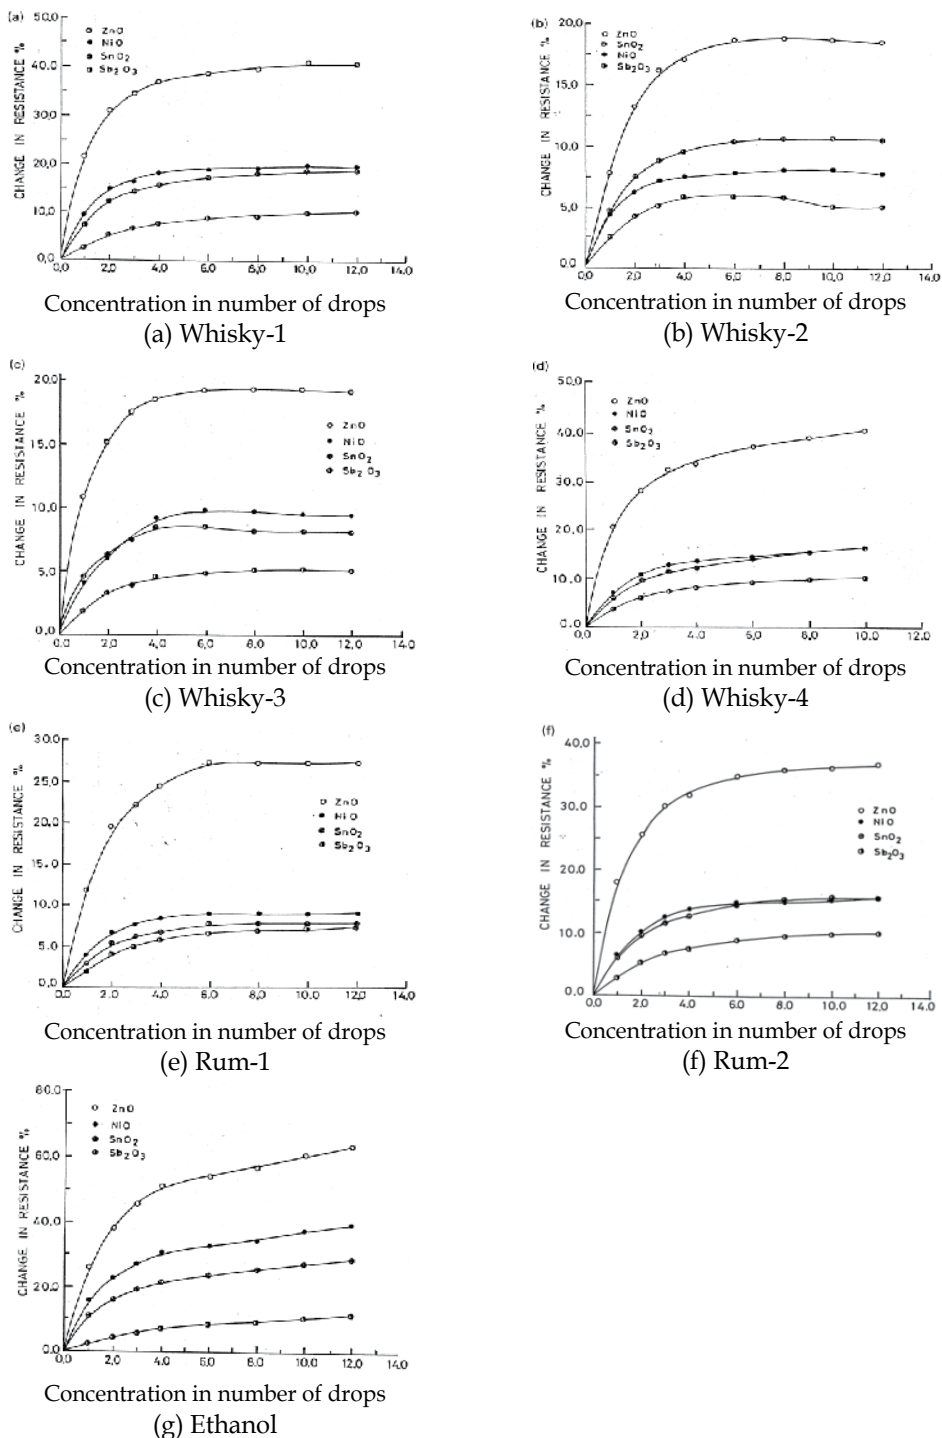 (a)
50,0
40,0
30,0
20,0
10,0
0,0
CHANGE IN RESISTANCE %
ZnO
NiO
SnO2
Sb2O3
0,0 2,0 4,0 6,0 8,0 10,0 12,0 14,0
Concentration in number of drops
(a) Whisky-1
(b)
20,0
15,0
10,0
5,0
0,0
CHANGE IN RESISTANCE %
ZnO
SnO2
NiO
Sb2O3
0,0 2,0 4,0 6,0 8,0 10,0 12,0 14,0
Concentration in number of drops
(b) Whisky-2
(c)
20,0
15,0
10,0
5,0
0,0
CHANGE IN RESISTANCE %
ZnO
NiO
SnO2
Sb2O3
0,0 2,0 4,0 6,0 8,0 10,0 12,0 14,0
Concentration in number of drops
(c) Whisky-3
(d)
50,0
40,0
30,0
20,0
10,0
0,0
CHANGE IN RESISTANCE %
ZnO
NiO
SnO2
Sb2O3
0,0 2,0 4,0 6,0 8,0 10,0 12,0
Concentration in number of drops
(d) Whisky-4
(e)
30,0
25,0
20,0
15,0
10,0
5,0
0,0
CHANGE IN RESISTANCE %
ZnO
NiO
SnO2
Sb2O3
0,0 2,0 4,0 6,0 8,0 10,0 12,0 14,0
Concentration in number of drops
(e) Rum-1
(f)
40,0
30,0
20,0
10,0
0,0
CHANGE IN RESISTANCE %
ZnO
NiO
SnO2
Sb2O3
0,0 2,0 4,0 6,0 8,0 10,0 12,0 14,0
Concentration in number of drops
(f) Rum-2
80,0
60,0
40,0
20,0
0,0
CHANGE IN RESISTANCE %
ZnO
NiO
SnO2
Sb2O3
0,0 2,0 4,0 6,0 8,0 10,0 12,0 14,0
Concentration in number of drops
(g) Ethanol